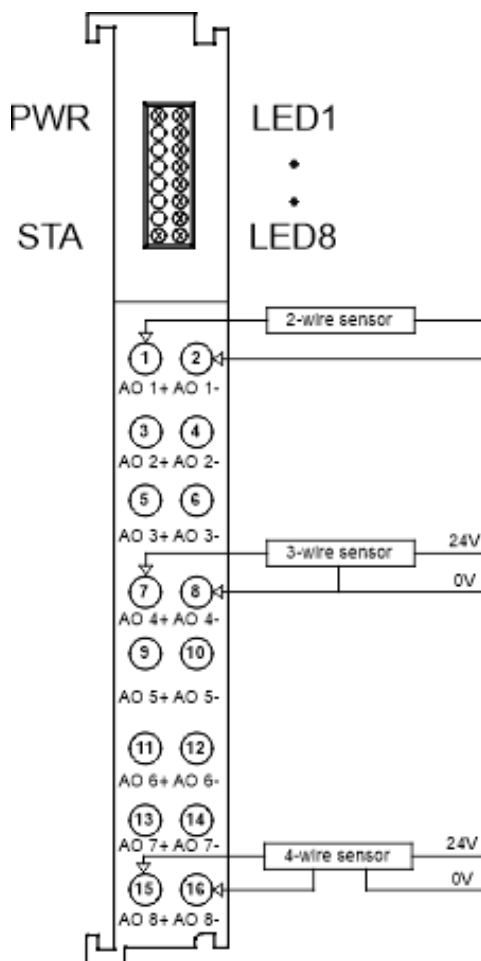 PWR LED1
STA LED8
2-wire sensor
1 2
AO 1+ AO 1-
3 4
AO 2+ AO 2-
5 6
AO 3+ AO 3-
24V
3-wire sensor
0V
7 8
AO 4+ AO 4-
9 10
AO 5+ AO 5-
11 12
AO 6+ AO 6-
13 14
AO 7+ AO 7-
24V
4-wire sensor
0V
15 16
AO 8+ AO 8-